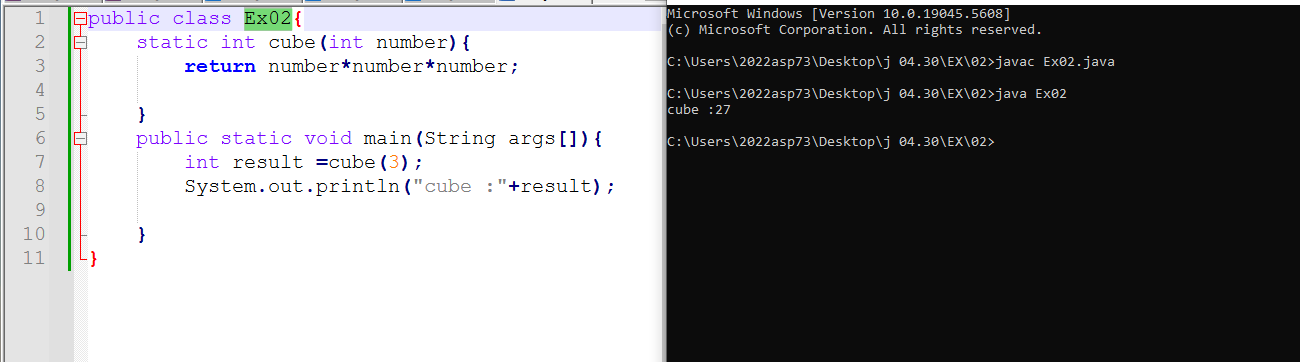 1 public class Ex02{
2 static int cube(int number){
3 return number*number*number;
4
5 }
6 public static void main(String args[]){
7 int result =cube(3);
8 System.out.println("cube :"+result);
9
10 }
11 }
Microsoft Windows [Version 10.0.19045.5608]
(c) Microsoft Corporation. All rights reserved.
C:\Users\2022asp73\Desktop\j 04.30\EX\02>javac Ex02.java
C:\Users\2022asp73\Desktop\j 04.30\EX\02>java Ex02
cube :27
C:\Users\2022asp73\Desktop\j 04.30\EX\02>